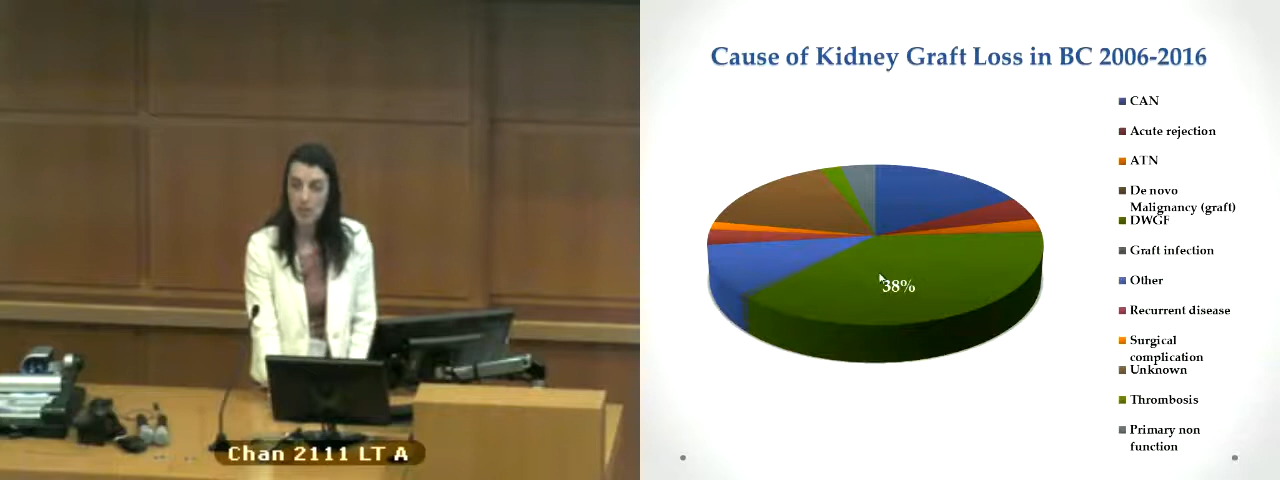 Cause of Kidney Graft Loss in BC 2006-2016
CAN
Acute rejection
ATN
De novo
Malignancy (graft)
DWGF
Graft infection
Other
Recurrent disease
Surgical
complication
Unknown
Thrombosis
Primary non
function
38%
Chan 2111 LT A